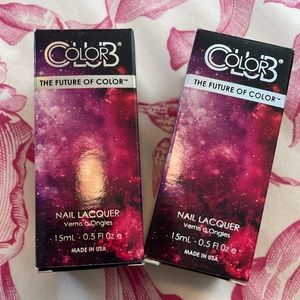 COLOR CLUB®
THE FUTURE OF COLOR™
NAIL LACQUER
Vernis à Ongles
15mL - 0.5 Fl Oz e
MADE IN USA
COLOR CLUB®
THE FUTURE OF COLOR™
NAIL LACQUER
Vernis à Ongles
15mL - 0.5 Fl Oz e
MADE IN USA